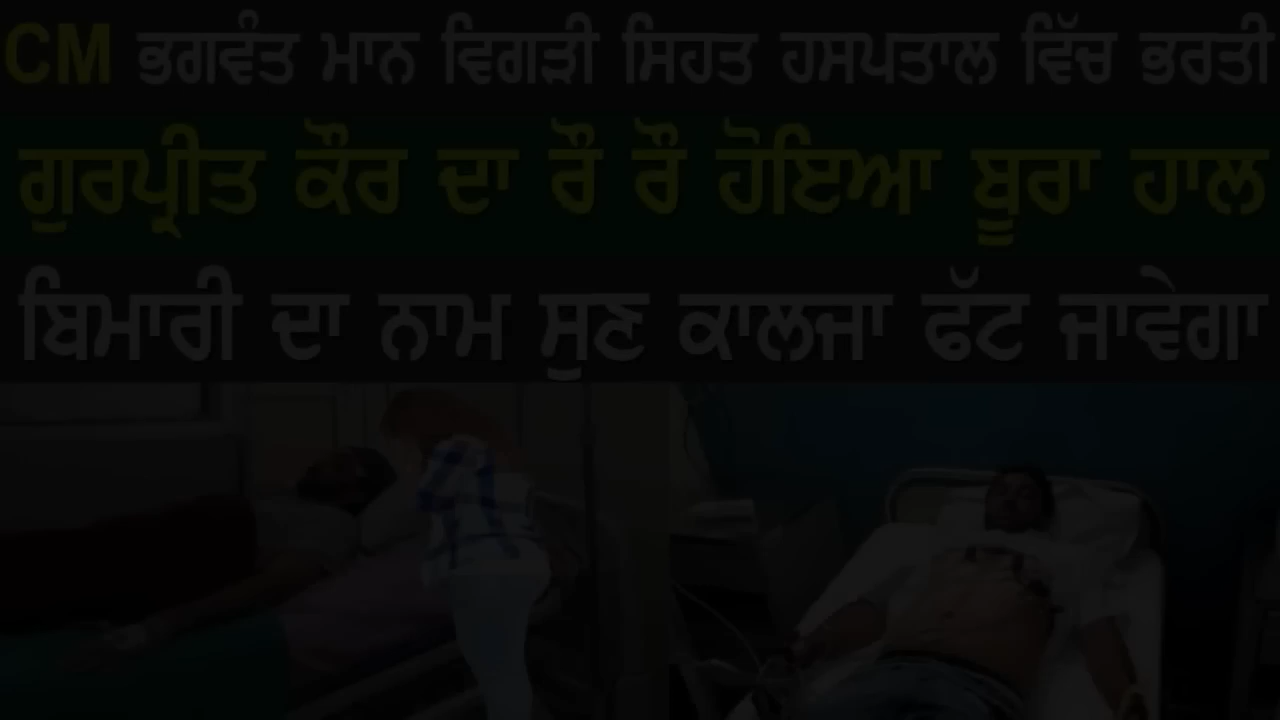 CM ਭਗਵੰਤ ਮਾਨ ਵਿਗੜੀ ਸਿਹਤ ਹਸਪਤਾਲ ਵਿੱਚ ਭਰਤੀ
ਗੁਰਪ੍ਰੀਤ ਕੌਰ ਦਾ ਰੌ ਰੌ ਹੋਇਆ ਬੂਰਾ ਹਾਲ
ਬਿਮਾਰੀ ਦਾ ਨਾਮ ਸੁਣ ਕਾਲਜਾ ਫੱਟ ਜਾਵੇਗਾ